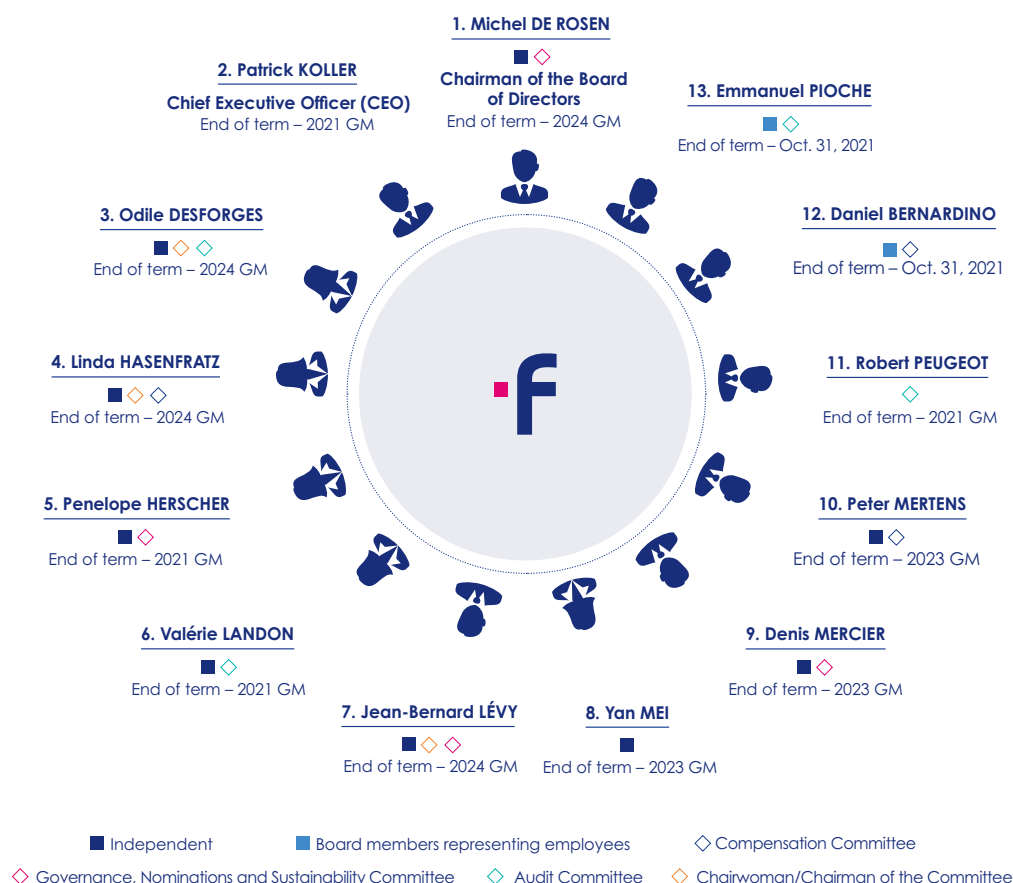 1. Michel DE ROSEN
Chairman of the Board
of Directors
End of term – 2024 GM
2. Patrick KOLLER
Chief Executive Officer (CEO)
End of term – 2021 GM
13. Emmanuel PIOCHE
End of term – Oct. 31, 2021
3. Odile DESFORGES
End of term – 2024 GM
12. Daniel BERNARDINO
End of term – Oct. 31, 2021
4. Linda HASENFRATZ
End of term – 2024 GM
11. Robert PEUGEOT
End of term – 2021 GM
f
5. Penelope HERSCHER
End of term – 2021 GM
10. Peter MERTENS
End of term – 2023 GM
6. Valérie LANDON
End of term – 2021 GM
9. Denis MERCIER
End of term – 2023 GM
7. Jean-Bernard LÉVY
End of term – 2024 GM
8. Yan MEI
End of term – 2023 GM
Independent
Board members representing employees
Compensation Committee
Governance, Nominations and Sustainability Committee
Audit Committee
Chairwoman/Chairman of the Committee